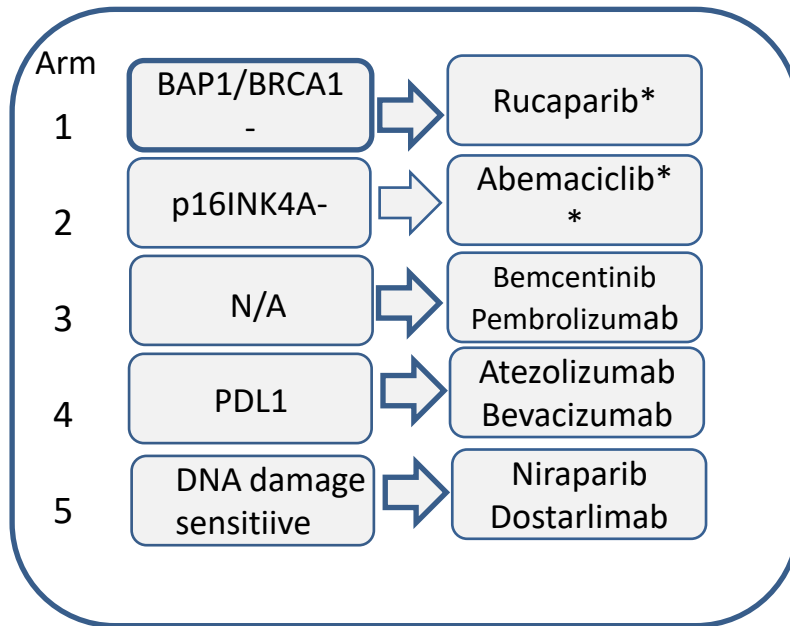 Arm
1
BAP1/BRCA1
-
Rucaparib*
2
p16INK4A-
Abemaciclib*
*
3
N/A
Bemcentinib
Pembrolizumab
4
PDL1
Atezolizumab
Bevacizumab
5
DNA damage
sensitiive
Niraparib
Dostarlimab